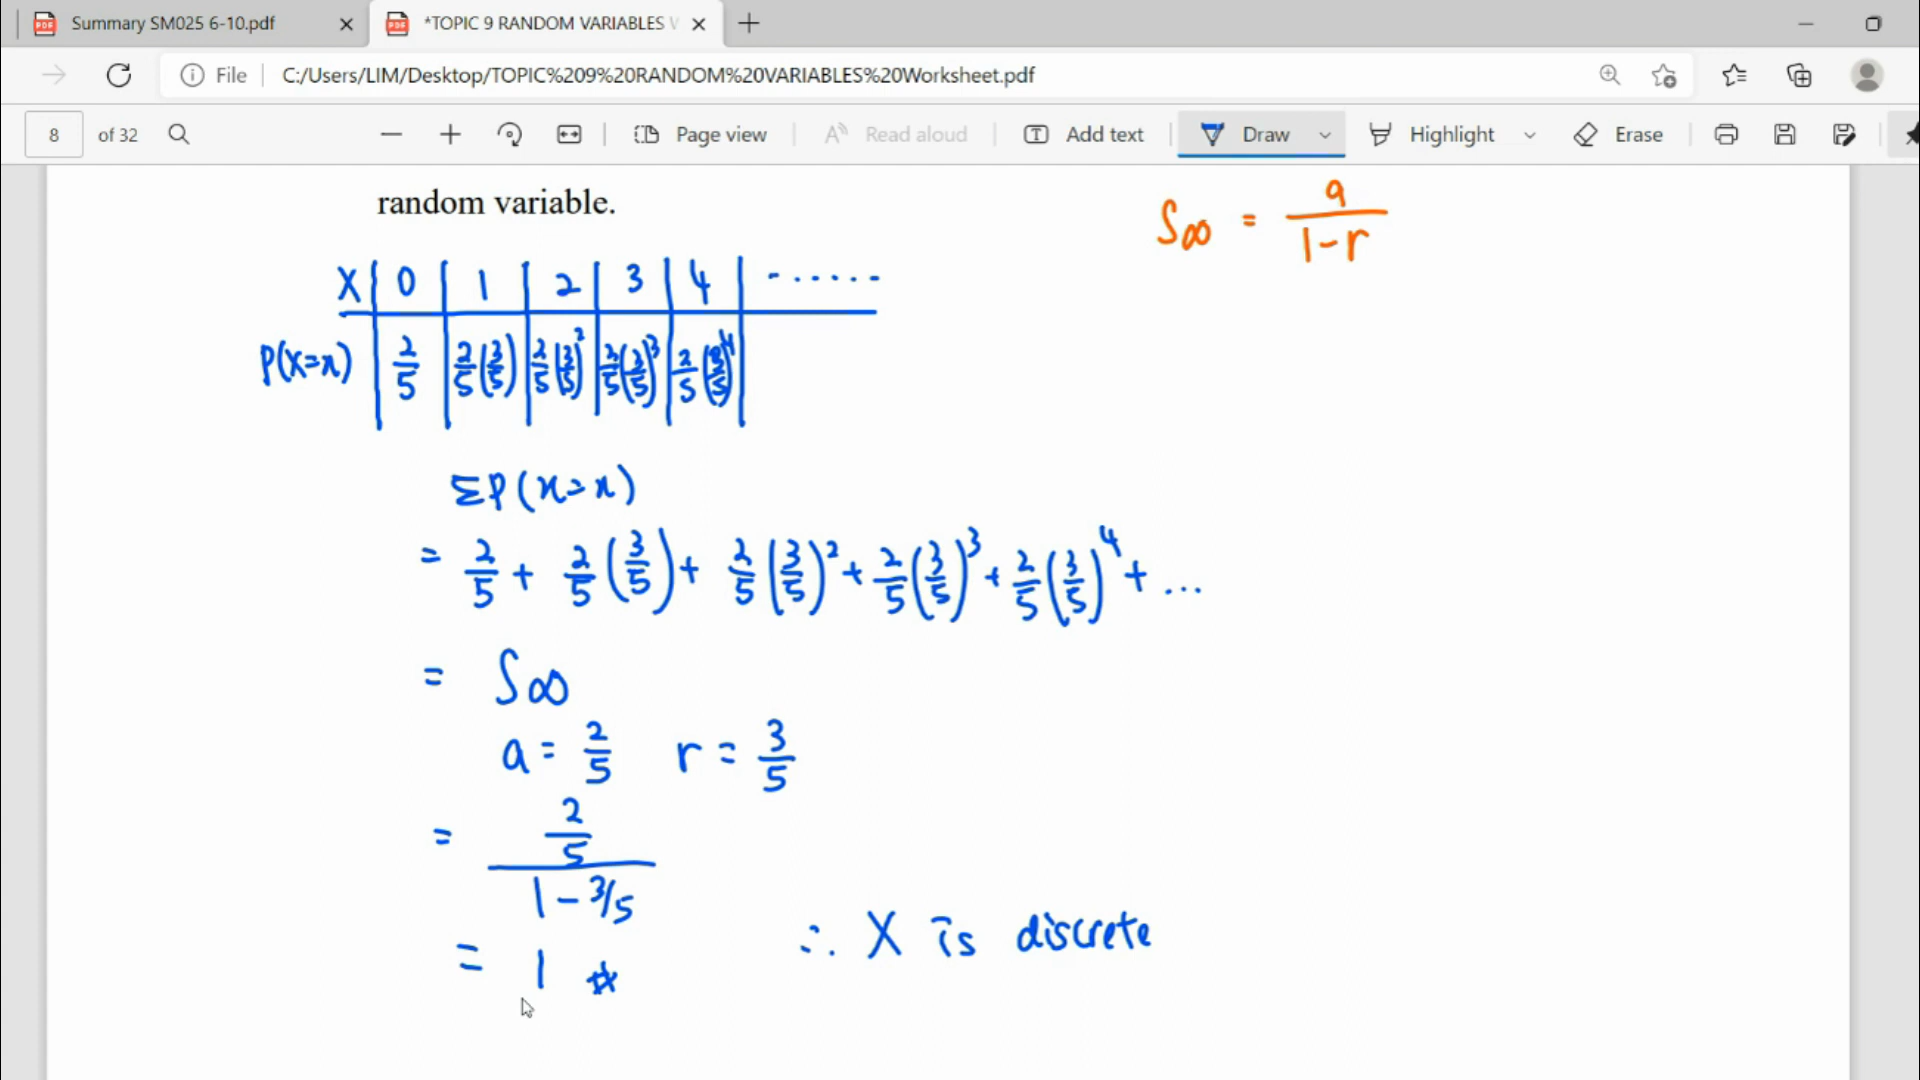 Summary SM025 6-10.pdf
*TOPIC 9 RANDOM VARIABLES W
File C:/Users/LIM/Desktop/TOPIC%209%20RANDOM%20VARIABLES%20Worksheet.pdf
8 of 32 Page view Read aloud Add text Draw Highlight Erase
random variable.
S∞ = a/(1-r)
X | 0 | 1 | 2 | 3 | 4 | ......
P(X=x) | 2/5 | 2/5 (3/5) | 2/5 (3/5)^2 | 2/5 (3/5)^3 | 2/5 (3/5)^4 |
ΣP(x=x)
= 2/5 + 2/5 (3/5) + 2/5 (3/5)^2 + 2/5 (3/5)^3 + 2/5 (3/5)^4 + ...
= S∞
a = 2/5 r = 3/5
= (2/5)/(1-3/5)
= 1
∴ X is discrete